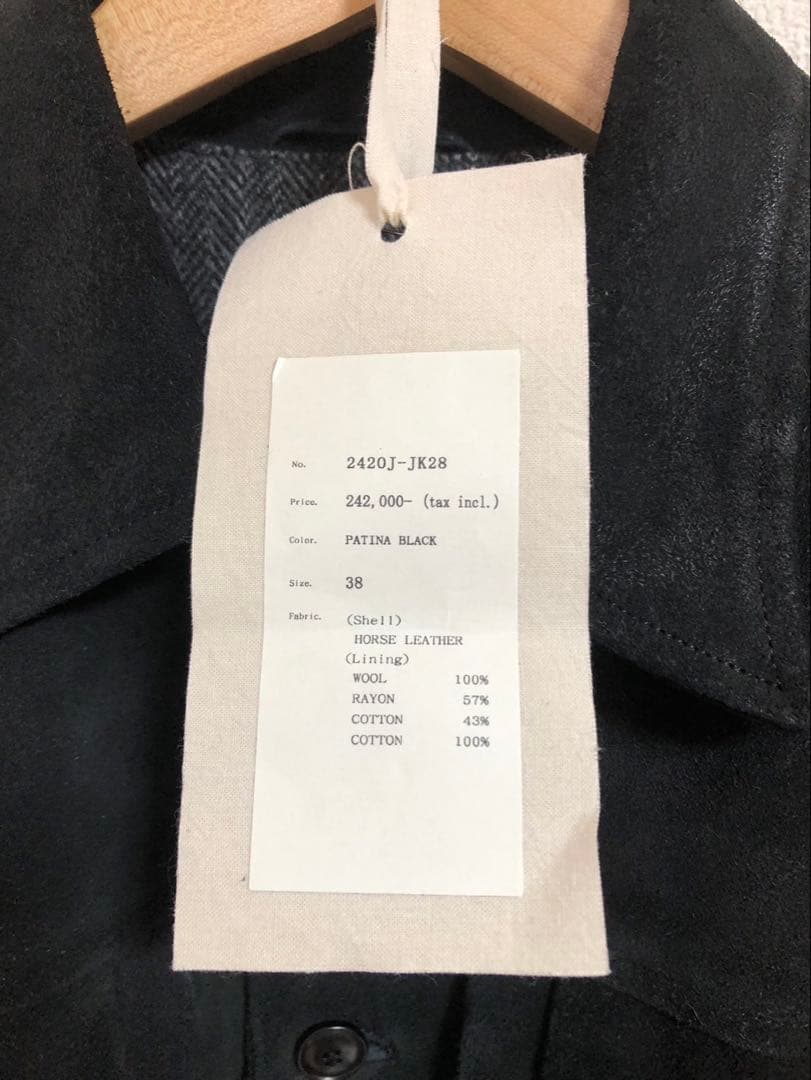 No. 2420J-JK28
Price. 242,000- (tax incl.)
Color. PATINA BLACK
Size. 38
Fabric. (Shell)
HORSE LEATHER
(Lining)
WOOL 100%
RAYON 57%
COTTON 43%
COTTON 100%